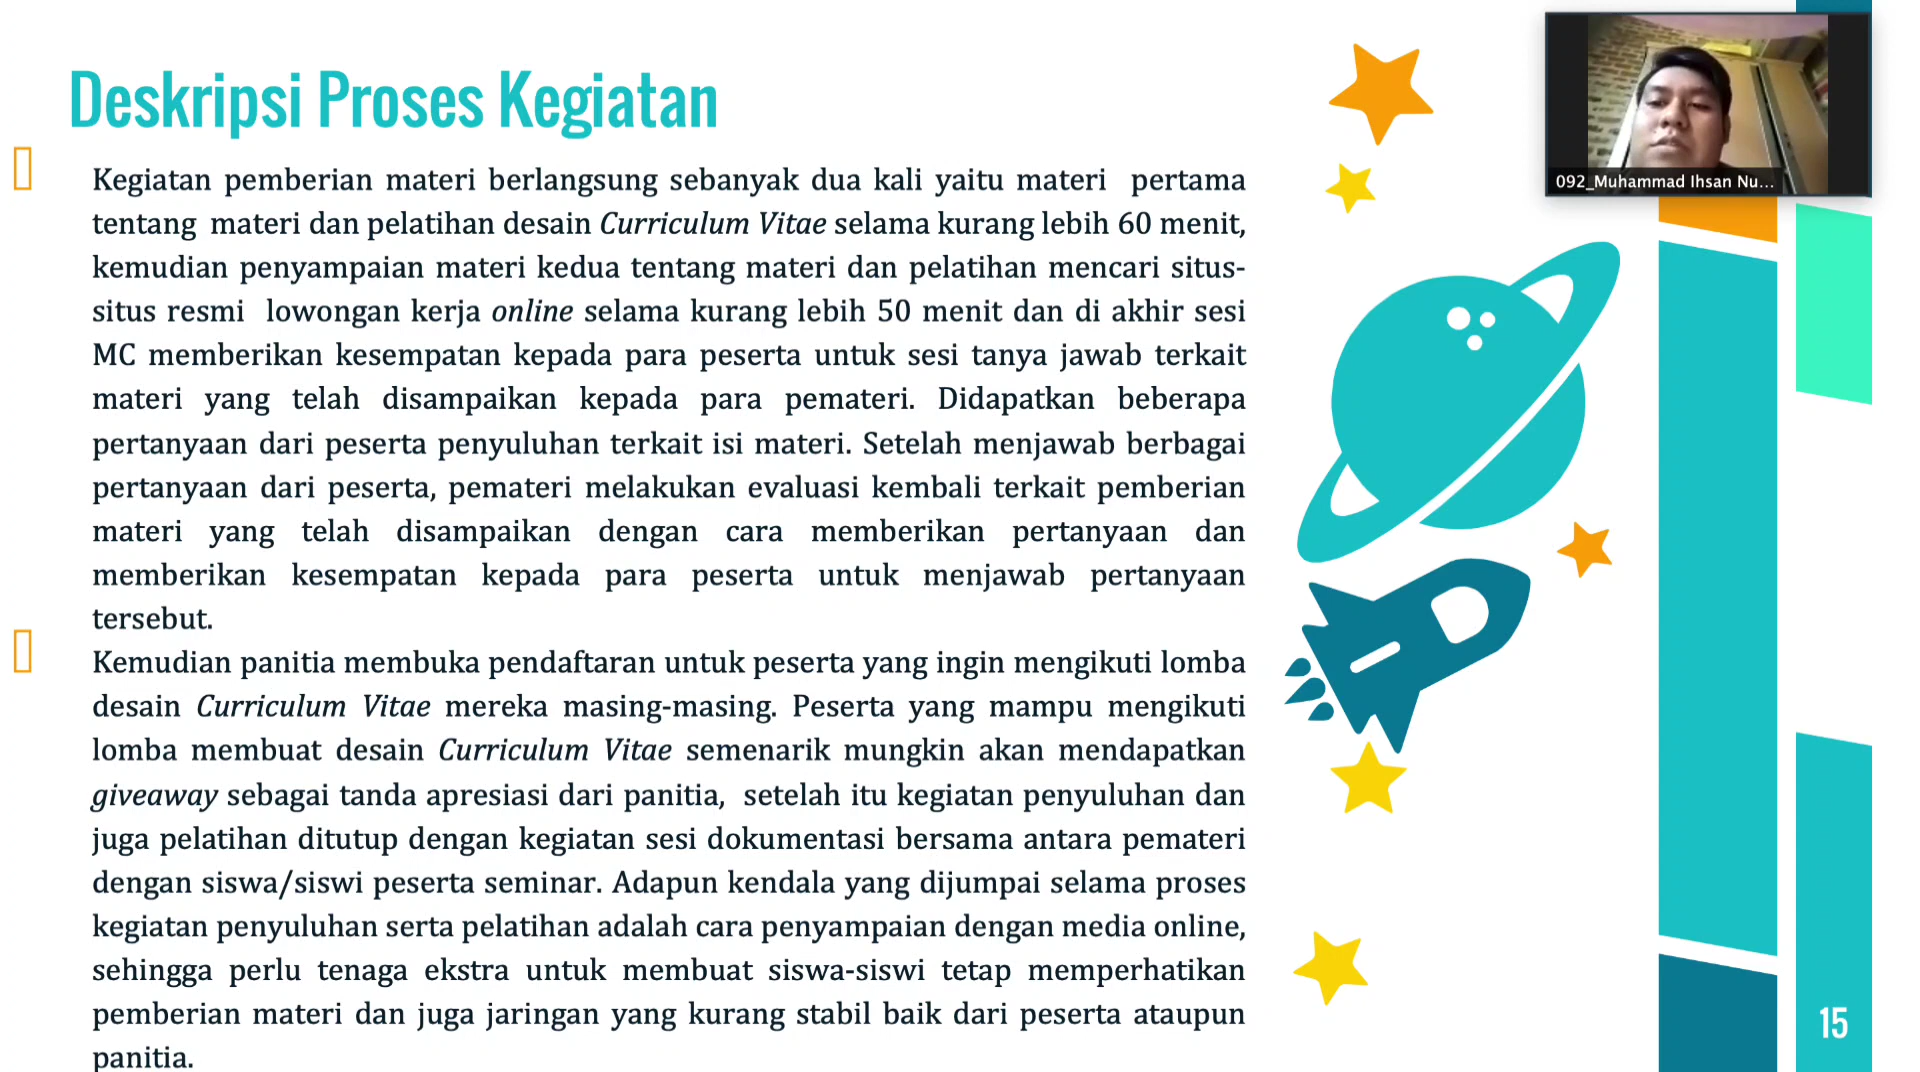 Deskripsi Proses Kegiatan
Kegiatan pemberian materi berlangsung sebanyak dua kali yaitu materi pertama
tentang materi dan pelatihan desain Curriculum Vitae selama kurang lebih 60 menit,
kemudian penyampaian materi kedua tentang materi dan pelatihan mencari situs-
situs resmi lowongan kerja online selama kurang lebih 50 menit dan di akhir sesi
MC memberikan kesempatan kepada para peserta untuk sesi tanya jawab terkait
materi yang telah disampaikan kepada para pemateri. Didapatkan beberapa
pertanyaan dari peserta penyuluhan terkait isi materi. Setelah menjawab berbagai
pertanyaan dari peserta, pemateri melakukan evaluasi kembali terkait pemberian
materi yang telah disampaikan dengan cara memberikan pertanyaan dan
memberikan kesempatan kepada para peserta untuk menjawab pertanyaan
tersebut.
Kemudian panitia membuka pendaftaran untuk peserta yang ingin mengikuti lomba
desain Curriculum Vitae mereka masing-masing. Peserta yang mampu mengikuti
lomba membuat desain Curriculum Vitae semenarik mungkin akan mendapatkan
giveaway sebagai tanda apresiasi dari panitia, setelah itu kegiatan penyuluhan dan
juga pelatihan ditutup dengan kegiatan sesi dokumentasi bersama antara pemateri
dengan siswa/siswi peserta seminar. Adapun kendala yang dijumpai selama proses
kegiatan penyuluhan serta pelatihan adalah cara penyampaian dengan media online,
sehingga perlu tenaga ekstra untuk membuat siswa-siswi tetap memperhatikan
pemberian materi dan juga jaringan yang kurang stabil baik dari peserta ataupun
panitia.
092_Muhammad Ihsan Nu...
15